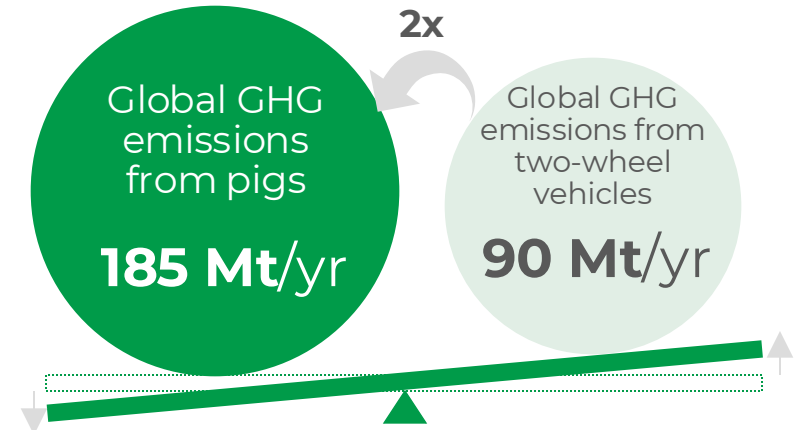 2x
Global GHG
emissions
from pigs
185 Mt/yr
Global GHG
emissions from
two-wheel
vehicles
90 Mt/yr